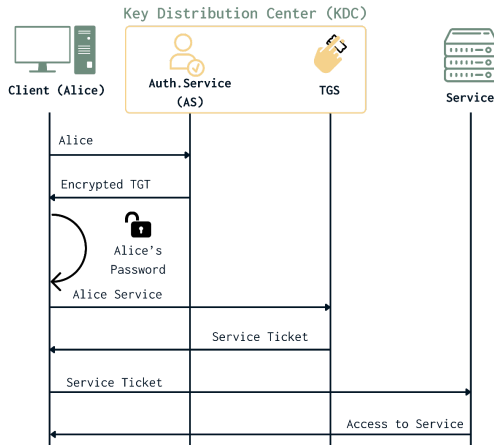 Key Distribution Center (KDC)
Client (Alice)
Auth.Service
(AS)
TGS
Service
Alice
Encrypted TGT
Alice's
Password
Alice Service
Service Ticket
Service Ticket
Access to Service